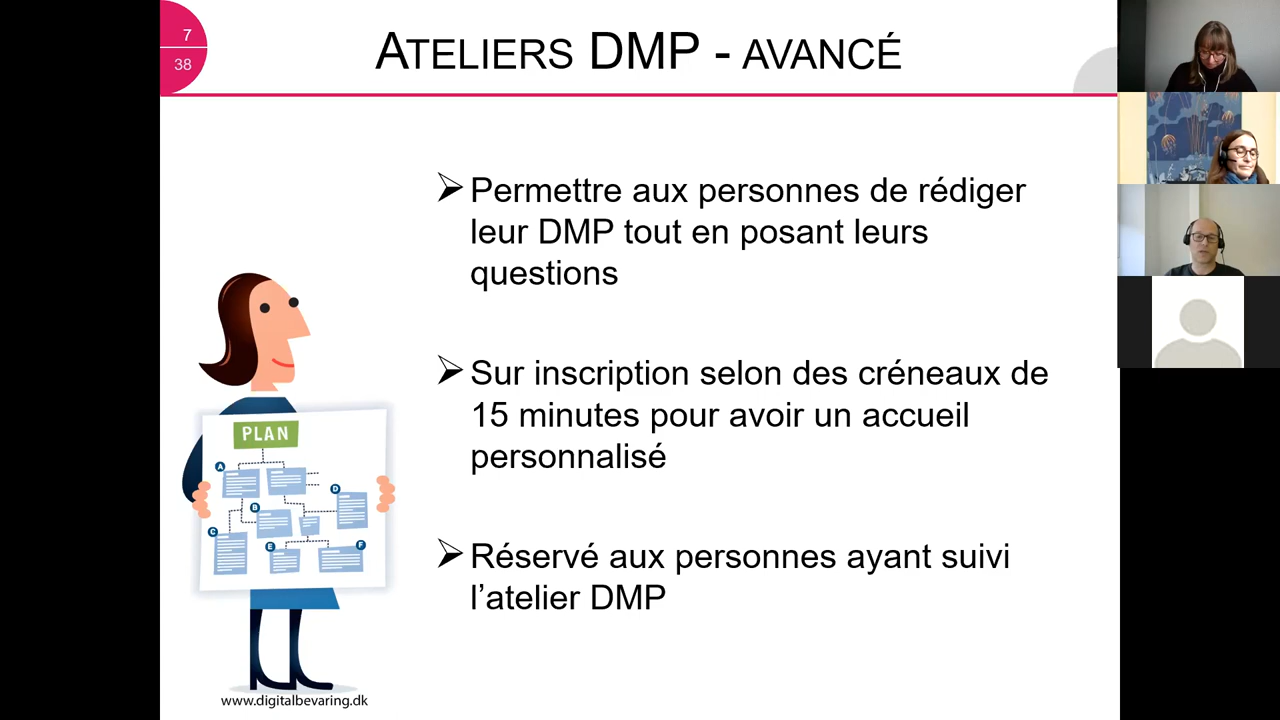 7
38
ATELIERS DMP - AVANCÉ
➢ Permettre aux personnes de rédiger
leur DMP tout en posant leurs
questions
➢ Sur inscription selon des créneaux de
15 minutes pour avoir un accueil
personnalisé
➢ Réservé aux personnes ayant suivi
l’atelier DMP
PLAN
A
D
B
C
E
F
www.digitalbevaring.dk